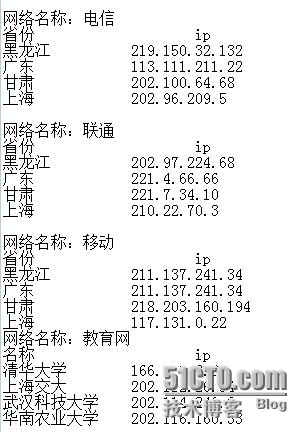 网络名称：电信
省份 ip
黑龙江 219.150.32.132
广东 113.111.211.22
甘肃 202.100.64.68
上海 202.96.209.5
网络名称：联通
省份 ip
黑龙江 202.97.224.68
广东 221.4.66.66
甘肃 221.7.34.10
上海 210.22.70.3
网络名称：移动
省份 ip
黑龙江 211.137.241.34
广东 211.137.241.34
甘肃 218.203.160.194
上海 117.131.0.22
网络名称：教育网
名称 ip
清华大学 166.
上海交大 202.
武汉科技大学 202.
华南农业大学 202.116.160.33
51CTO.com
技术博客 Blog